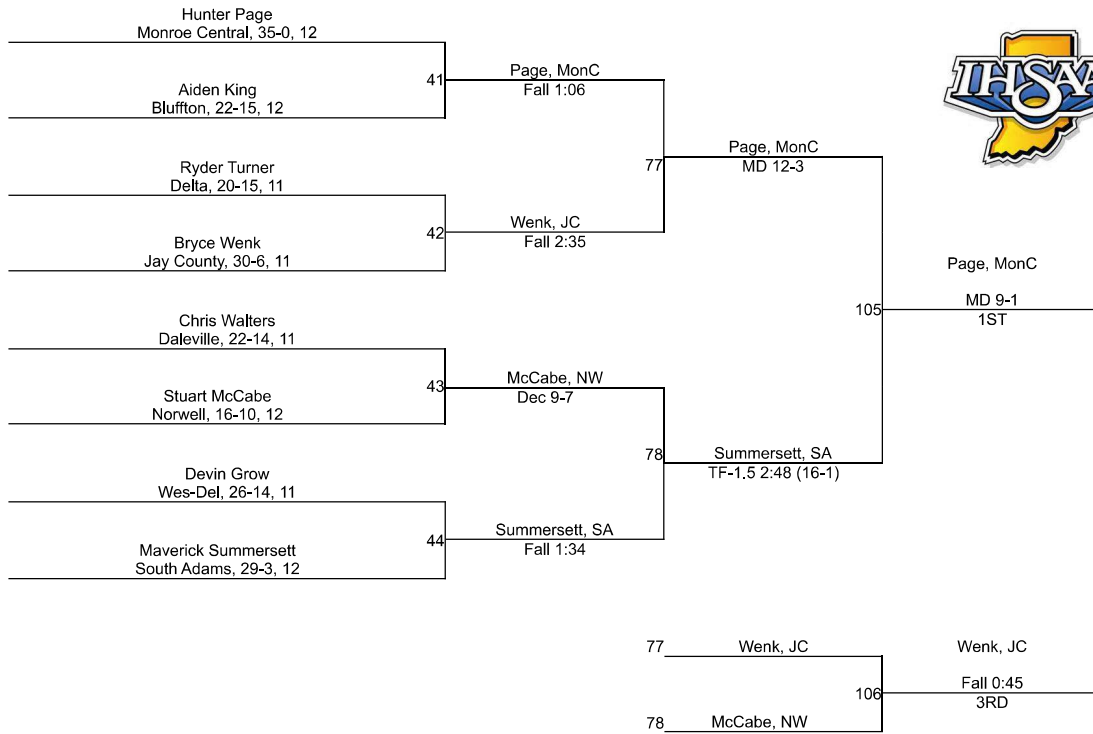 Hunter Page
Monroe Central, 35-0, 12
Aiden King
Bluffton, 22-15, 12
41
Page, MonC
Fall 1:06
Ryder Turner
Delta, 20-15, 11
Bryce Wenk
Jay County, 30-6, 11
42
Wenk, JC
Fall 2:35
77
Page, MonC
MD 12-3
Chris Walters
Daleville, 22-14, 11
Stuart McCabe
Norwell, 16-10, 12
43
McCabe, NW
Dec 9-7
Devin Grow
Wes-Del, 26-14, 11
Maverick Summersett
South Adams, 29-3, 12
44
Summersett, SA
Fall 1:34
78
Summersett, SA
TF-1.5 2:48 (16-1)
105
Page, MonC
MD 9-1
1ST
IHSAA
77
Wenk, JC
78
McCabe, NW
106
Wenk, JC
Fall 0:45
3RD